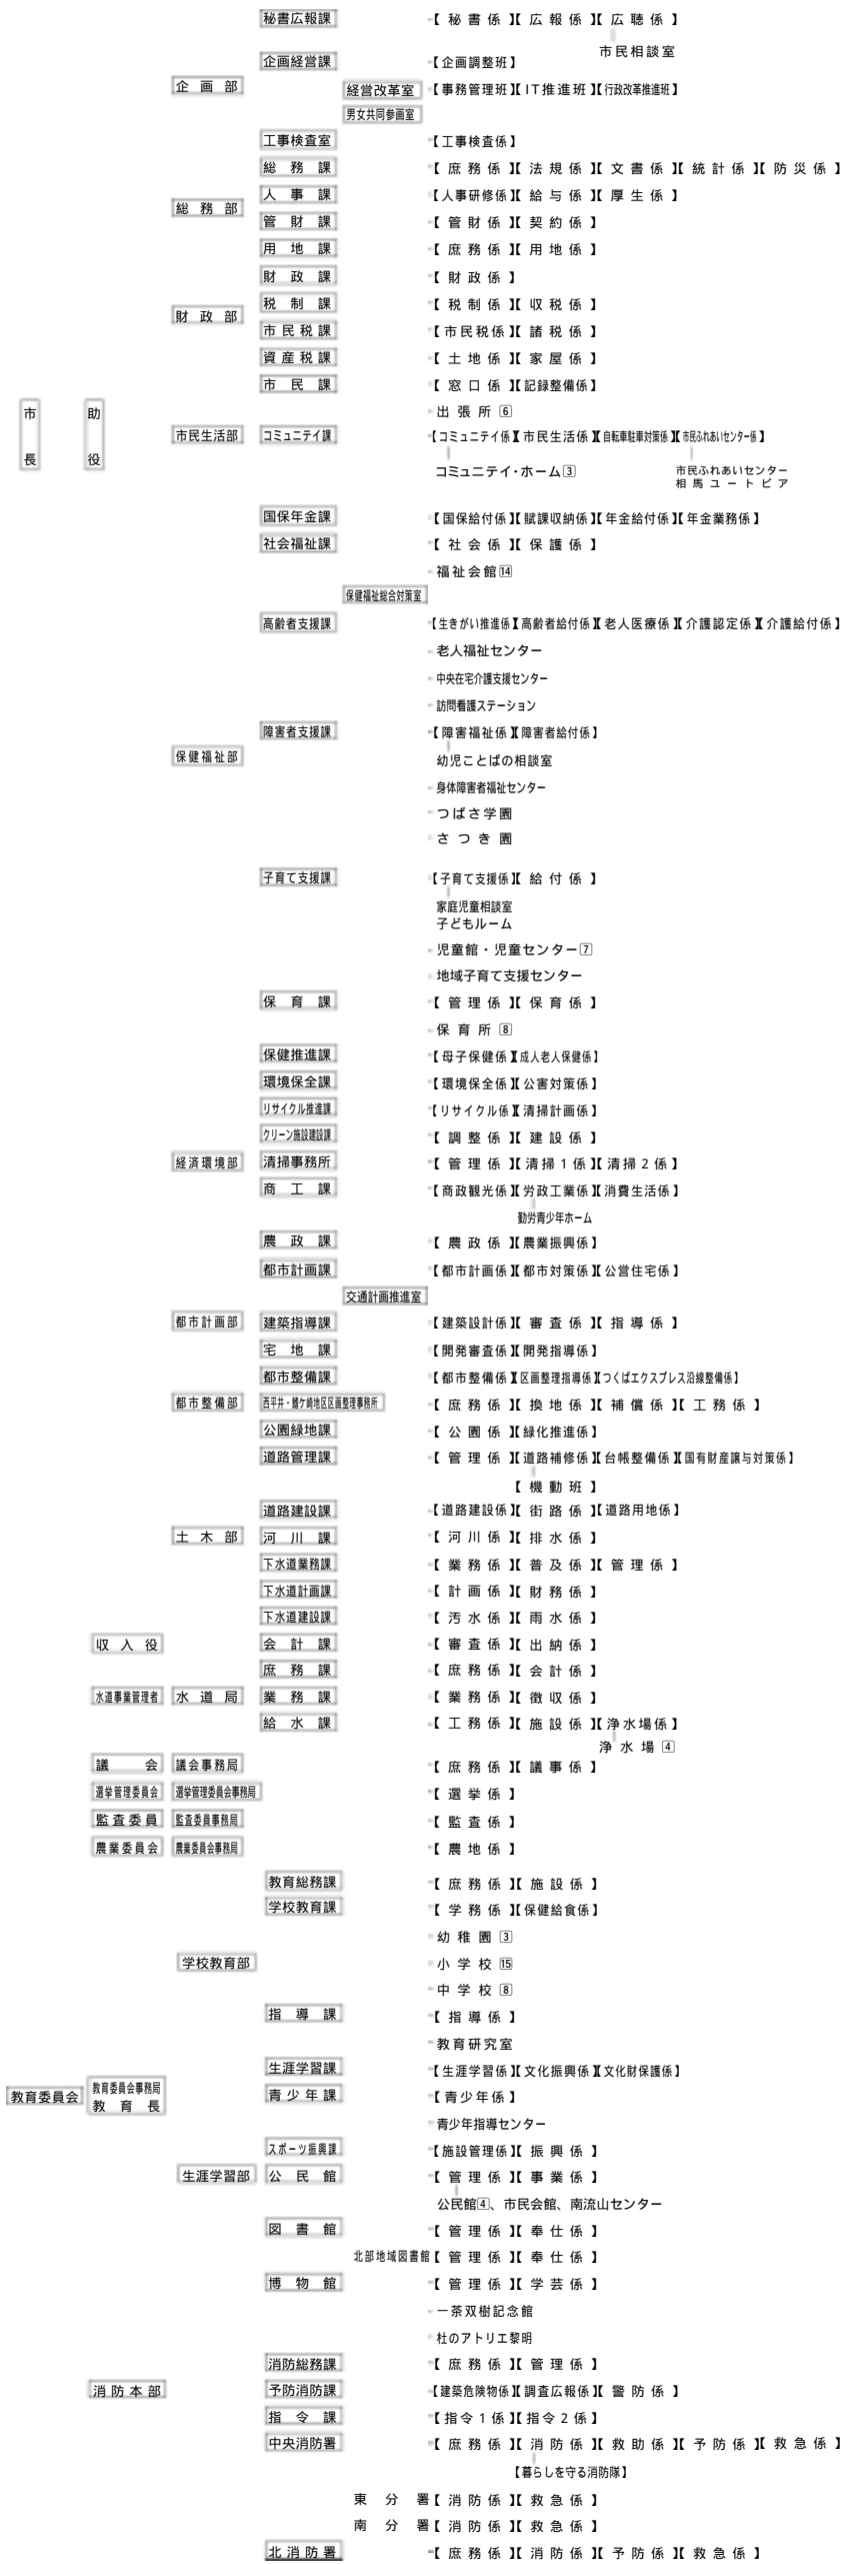 秘書広報課 【秘書係】【広報係】【広聴係】
市民相談室
企画経営課 【企画調整班】
企画部 経営改革室 【事務管理班】【IT推進班】【行政改革推進班】
男女共同参画室
工事検査室 【工事検査係】
総務課 【庶務係】【法規係】【文書係】【統計係】【防災係】
人事課 【人事研修係】【給与係】【厚生係】
総務部
管財課 【管財係】【契約係】
用地課 【庶務係】【用地係】
財政課 【財政係】
税制課 【税制係】【収税係】
財政部
市民税課 【市民税係】【諸税係】
資産税課 【土地係】【家屋係】
市民課 【窓口係】【記録整備係】
市長 助役 出張所6
市民生活部 コミュニテイ課 【コミュニテイ係】【市民生活係】【自転車駐車対策係】【市民ふれあいセンター係】
コミュニテイ・ホーム3 市民ふれあいセンター
相馬ユートピア
国保年金課 【国保給付係】【賦課収納係】【年金給付係】【年金業務係】
社会福祉課 【社会係】【保護係】
福祉会館14
保健福祉総合対策室
高齢者支援課 【生きがい推進係】【高齢者給付係】【老人医療係】【介護認定係】【介護給付係】
老人福祉センター
中央在宅介護支援センター
訪問看護ステーション
障害者支援課 【障害福祉係】【障害者給付係】
保健福祉部 幼児ことばの相談室
身体障害者福祉センター
つばさ学園
さつき園
子育て支援課 【子育て支援係】【給付係】
家庭児童相談室
子どもルーム
児童館・児童センター7
地域子育て支援センター
保育課 【管理係】【保育係】
保育所8
保健推進課 【母子保健係】【成人老人保健係】
環境保全課 【環境保全係】【公害対策係】
リサイクル推進課 【リサイクル係】【清掃計画係】
クリーン施設建設課 【調整係】【建設係】
経済環境部 清掃事務所 【管理係】【清掃1係】【清掃2係】
商工課 【商政観光係】【労政工業係】【消費生活係】
勤労青少年ホーム
農政課 【農政係】【農業振興係】
都市計画課 【都市計画係】【都市対策係】【公営住宅係】
交通計画推進室
都市計画部 建築指導課 【建築設計係】【審査係】【指導係】
宅地課 【開発審査係】【開発指導係】
都市整備課 【都市整備係】【区画整理指導係】【つくばエクスプレス沿線整備係】
都市整備部 西平井・鰭ケ崎地区区画整理事務所 【庶務係】【換地係】【補償係】【工務係】
公園緑地課 【公園係】【緑化推進係】
道路管理課 【管理係】【道路補修係】【台帳整備係】【国有財産譲与対策係】
【機動班】
道路建設課 【道路建設係】【街路係】【道路用地係】
土木部 河川課 【河川係】【排水係】
下水道業務課 【業務係】【普及係】【管理係】
下水道計画課 【計画係】【財務係】
下水道建設課 【汚水係】【雨水係】
収入役 会計課 【審査係】【出納係】
庶務課 【庶務係】【会計係】
水道事業管理者 水道局 業務課 【業務係】【徴収係】
給水課 【工務係】【施設係】【浄水場係】
浄水場4
議会 議会事務局 【庶務係】【議事係】
選挙管理委員会 選挙管理委員会事務局 【選挙係】
監査委員 監査委員事務局 【監査係】
農業委員会 農業委員会事務局 【農地係】
教育総務課 【庶務係】【施設係】
学校教育課 【学務係】【保健給食係】
幼稚園3
学校教育部 小学校15
中学校8
指導課 【指導係】
教育研究室
生涯学習課 【生涯学習係】【文化振興係】【文化財保護係】
教育委員会 教育委員会事務局
教育長 青少年課 【青少年係】
青少年指導センター
スポーツ振興課 【施設管理係】【振興係】
生涯学習部 公民館 【管理係】【事業係】
公民館4、市民会館、南流山センター
図書館 【管理係】【奉仕係】
北部地域図書館 【管理係】【奉仕係】
博物館 【管理係】【学芸係】
一茶双樹記念館
杜のアトリエ黎明
消防総務課 【庶務係】【管理係】
消防本部 予防消防課 【建築危険物係】【調査広報係】【警防係】
指令課 【指令1係】【指令2係】
中央消防署 【庶務係】【消防係】【救助係】【予防係】【救急係】
【暮らしを守る消防隊】
東分署 【消防係】【救急係】
南分署 【消防係】【救急係】
北消防署 【庶務係】【消防係】【予防係】【救急係】